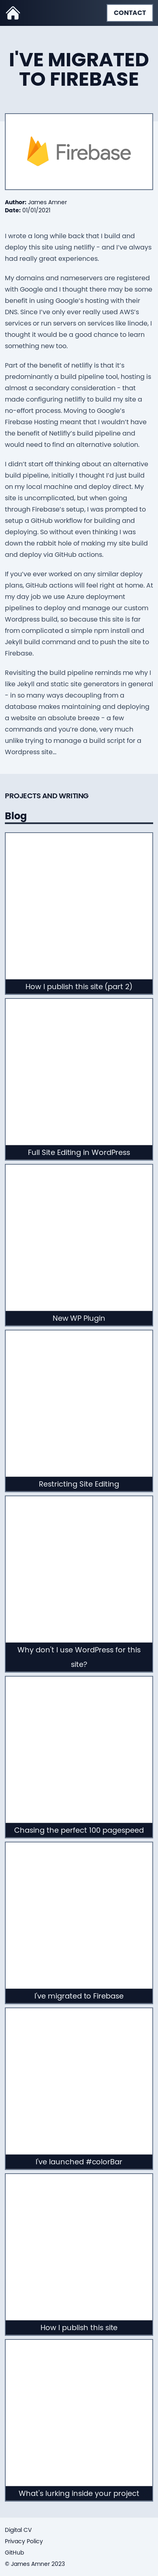 CONTACT
I'VE MIGRATED
TO FIREBASE
Firebase
Author: James Amner
Date: 01/01/2021
I wrote a long while back that I build and
deploy this site using netlifiy - and I've always
had really great experiences.
My domains and nameservers are registered
with Google and I thought there may be some
benefit in using Google's hosting with their
DNS. Since I've only ever really used AWS's
services or run servers on services like linode, I
thought it would be a good chance to learn
something new too.
Part of the benefit of netlifly is that it's
predominantly a build pipeline tool, hosting is
almost a secondary consideration - that
made configuring netlifly to build my site a
no-effort process. Moving to Google's
Firebase Hosting meant that I wouldn't have
the benefit of Netlifly's build pipeline and
would need to find an alternative solution.
I didn't start off thinking about an alternative
build pipeline, initially I thought I'd just build
on my local machine and deploy direct. My
site is uncomplicated, but when going
through Firebase's setup, I was prompted to
setup a GitHub workflow for building and
deploying. So without even thinking I was
down the rabbit hole of making my site build
and deploy via GitHub actions.
If you've ever worked on any similar deploy
plans, GitHub actions will feel right at home. At
my day job we use Azure deployment
pipelines to deploy and manage our custom
Wordpress build, so because this site is far
from complicated a simple npm install and
Jekyll build command and to push the site to
Firebase.
Revisiting the build pipeline reminds me why I
like Jekyll and static site generators in general
- in so many ways decoupling from a
database makes maintaining and deploying
a website an absolute breeze - a few
commands and you're done, very much
unlike trying to manage a build script for a
Wordpress site...
PROJECTS AND WRITING
Blog
How I publish this site (part 2)
Full Site Editing in WordPress
New WP Plugin
Restricting Site Editing
Why don't I use WordPress for this
site?
Chasing the perfect 100 pagespeed
I've migrated to Firebase
I've launched #colorBar
How I publish this site
What's lurking inside your project
Digital CV
Privacy Policy
GitHub
© James Amner 2023